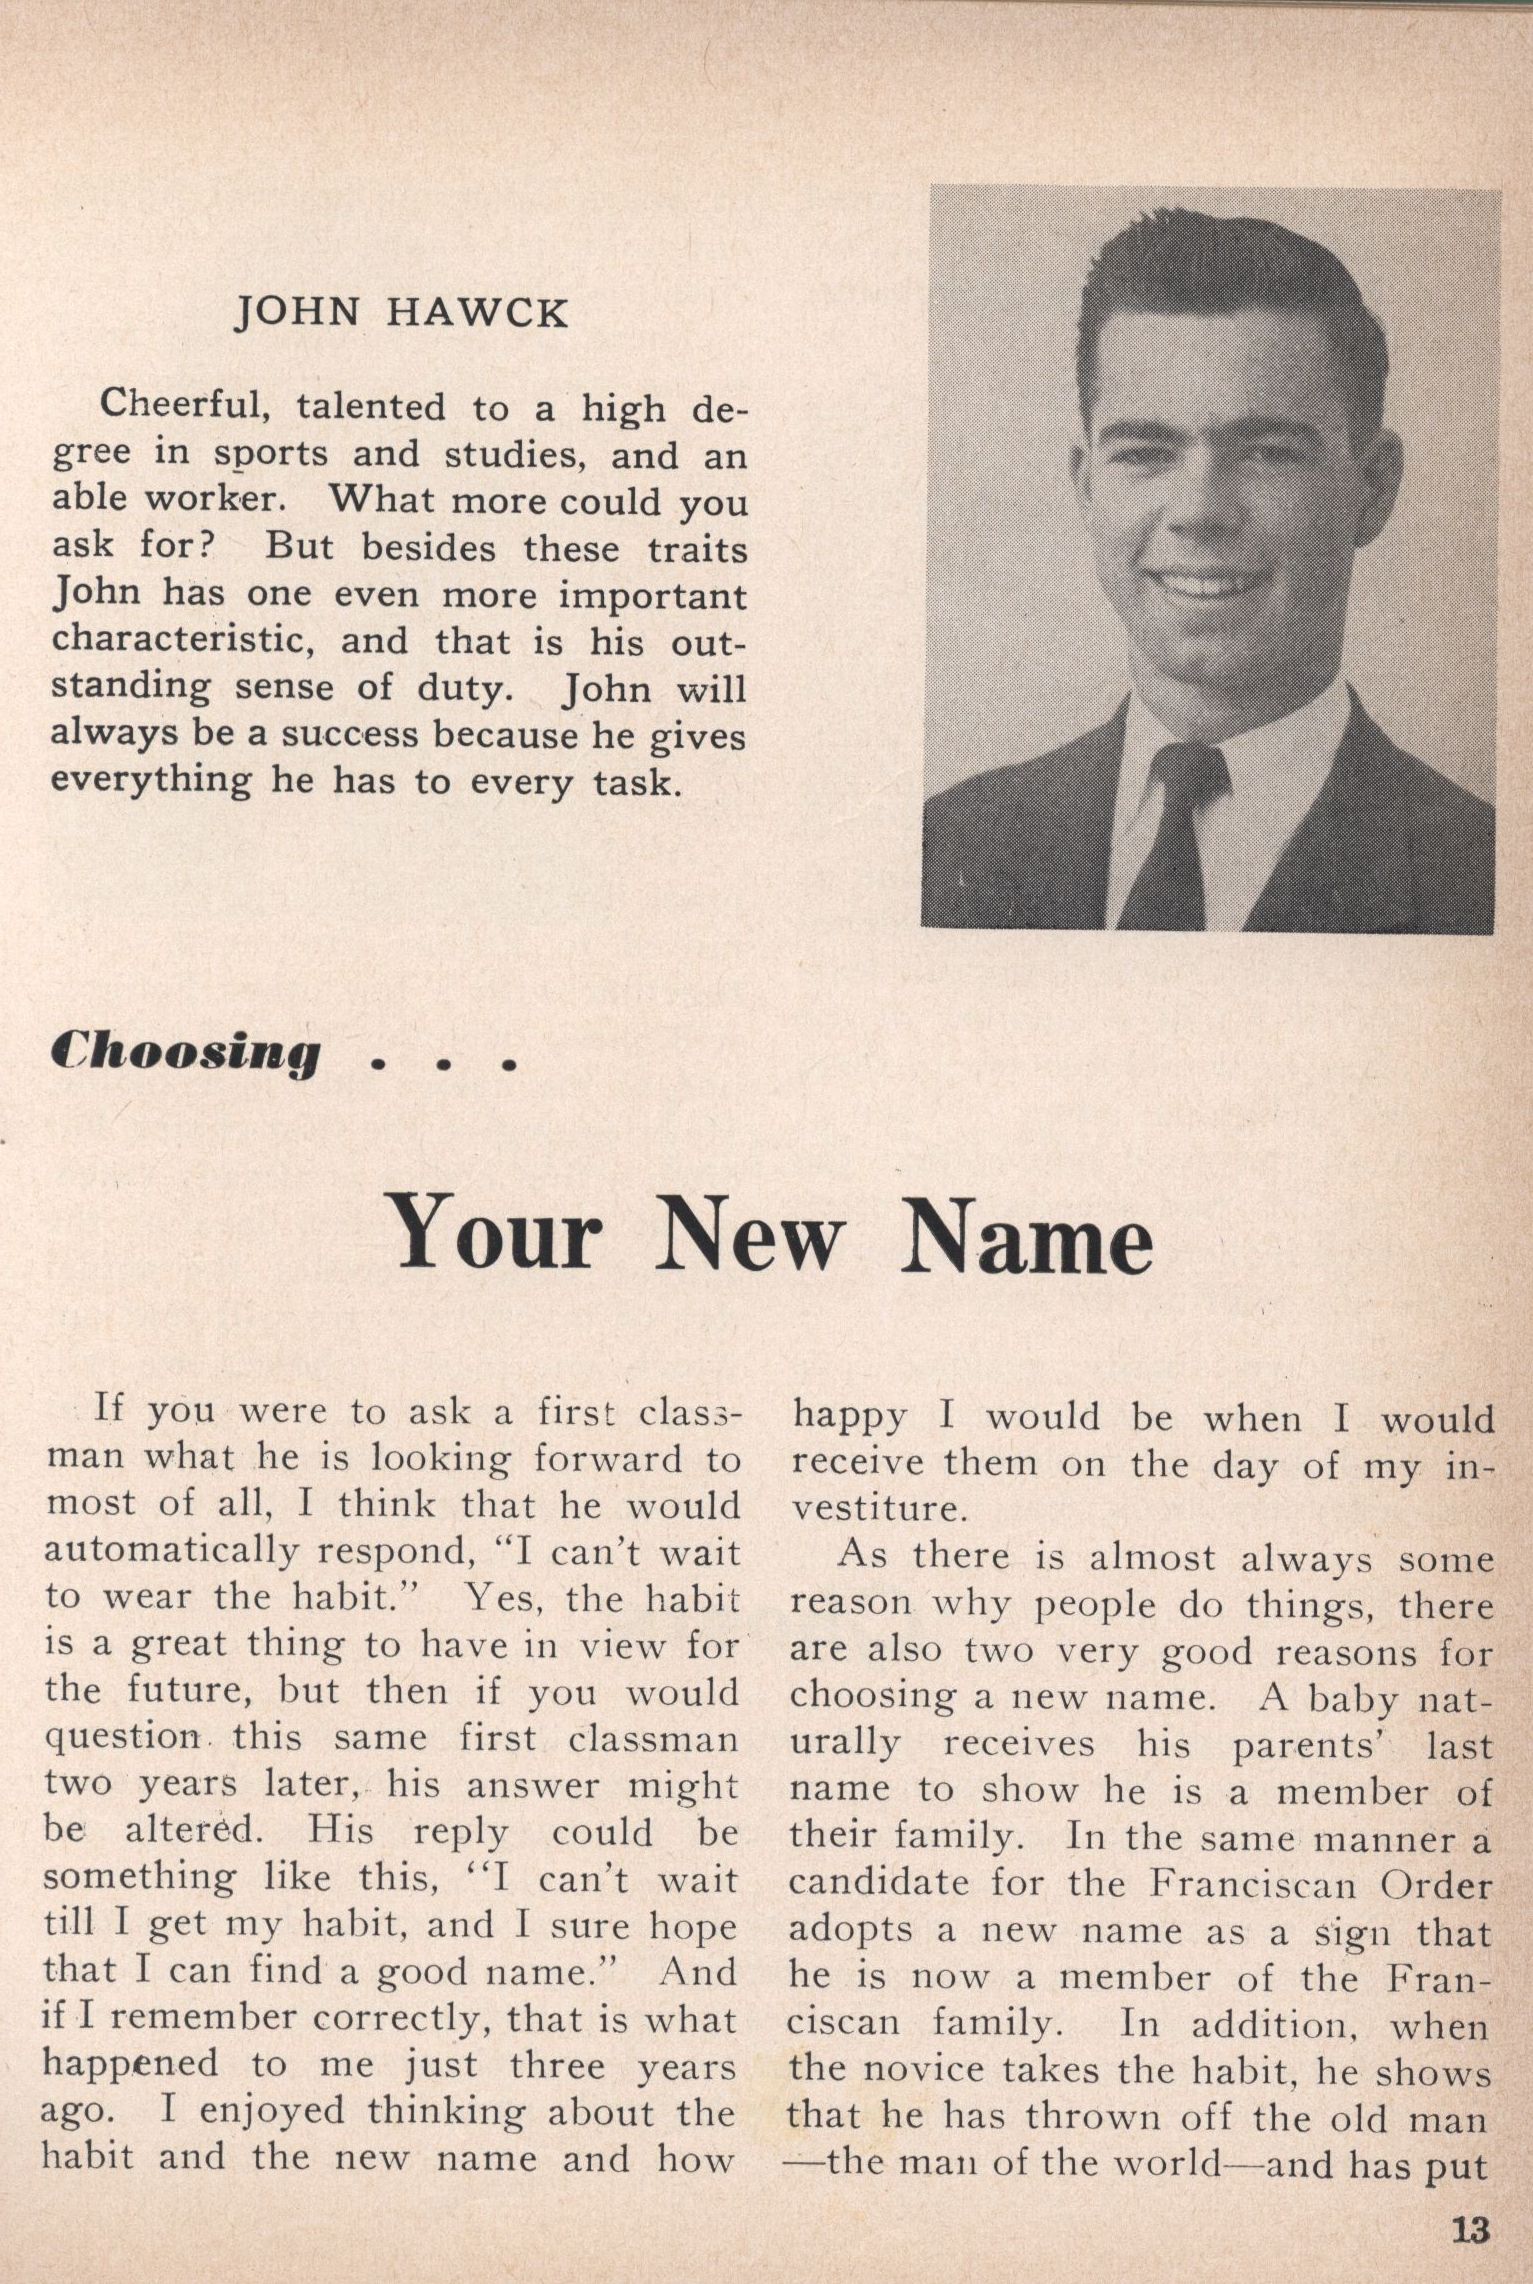 JOHN HAWCK
Cheerful, talented to a high de-
gree in sports and studies, and an
able worker. What more could you
ask for? But besides these traits
John has one even more important
characteristic, and that is his out-
standing sense of duty. John will
always be a success because he gives
everything he has to every task.
Choosing . . .
Your New Name
If you were to ask a first class-
man what he is looking forward to
most of all, I think that he would
automatically respond, “I can’t wait
to wear the habit.” Yes, the habit
is a great thing to have in view for
the future, but then if you would
question this same first classman
two years later, his answer might
be altered. His reply could be
something like this, “I can’t wait
till I get my habit, and I sure hope
that I can find a good name.” And
if I remember correctly, that is what
happened to me just three years
ago. I enjoyed thinking about the
habit and the new name and how
happy I would be when I would
receive them on the day of my in-
vestiture.
As there is almost always some
reason why people do things, there
are also two very good reasons for
choosing a new name. A baby nat-
urally receives his parents’ last
name to show he is a member of
their family. In the same manner a
candidate for the Franciscan Order
adopts a new name as a sign that
he is now a member of the Fran-
ciscan family. In addition, when
the novice takes the habit, he shows
that he has thrown off the old man
—the man of the world—and has put
13